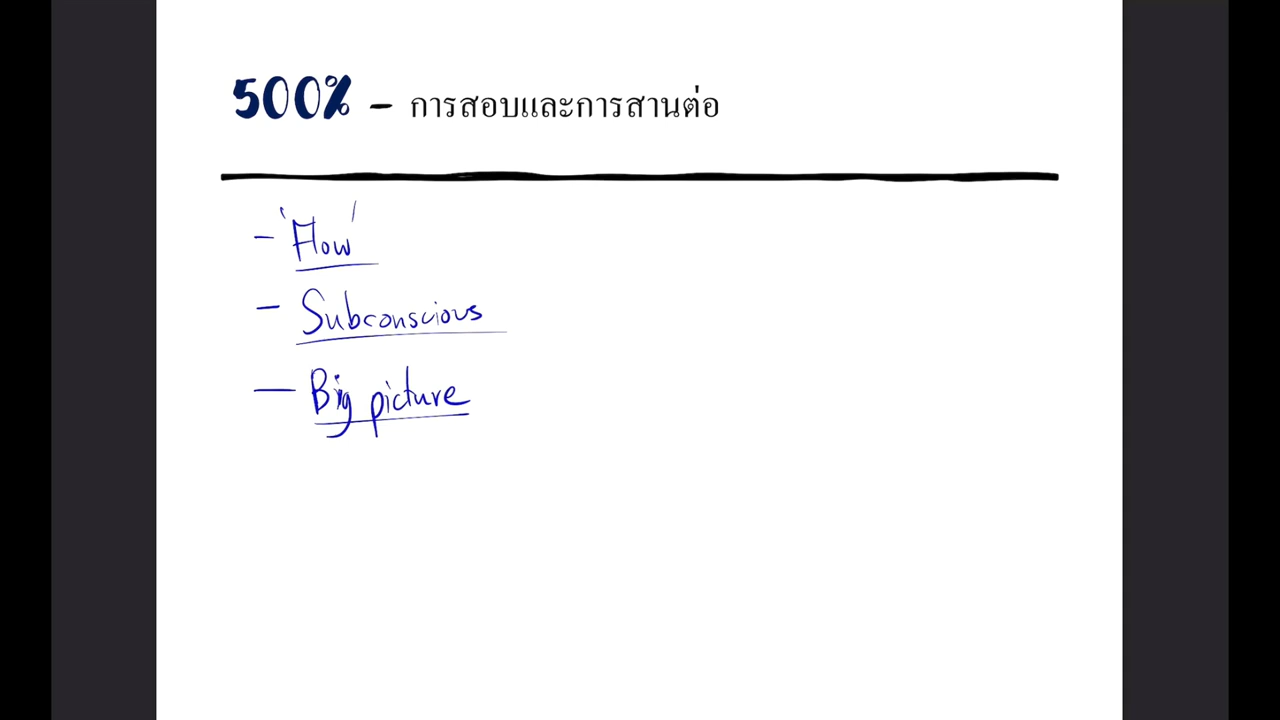 500% – การสอบและการสานต่อ
- 'Flow'
- Subconscious
- Big picture